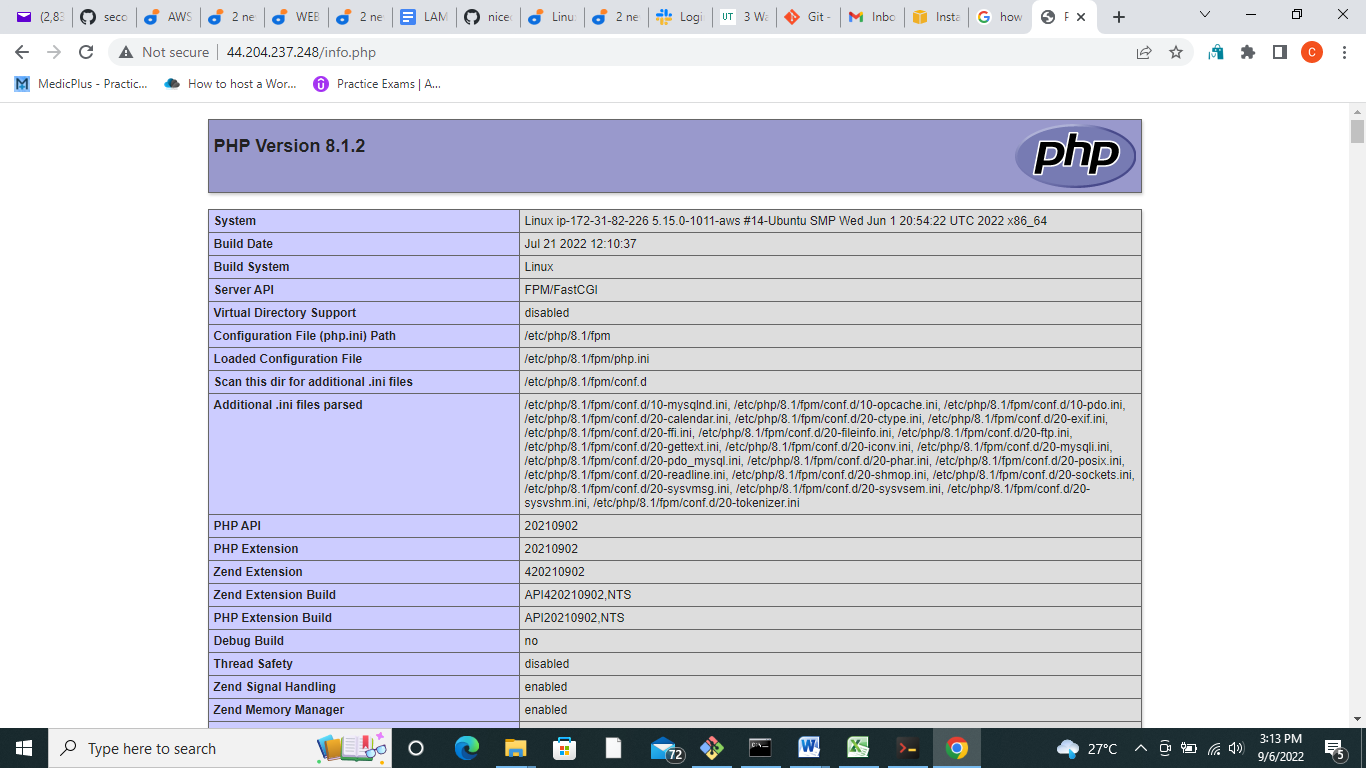 (2,83
seco
AWS
2 ne
WEB
2 ne
LAM
nice
Linu
2 ne
Logi
UT
3 Wa
Git -
Inbo
Insta
how
Not secure
44.204.237.248/info.php
C
MedicPlus - Practic...
How to host a Wor...
Practice Exams | A...
PHP Version 8.1.2
php
System Linux ip-172-31-82-226 5.15.0-1011-aws #14-Ubuntu SMP Wed Jun 1 20:54:22 UTC 2022 x86_64
Build Date Jul 21 2022 12:10:37
Build System Linux
Server API FPM/FastCGI
Virtual Directory Support disabled
Configuration File (php.ini) Path /etc/php/8.1/fpm
Loaded Configuration File /etc/php/8.1/fpm/php.ini
Scan this dir for additional .ini files /etc/php/8.1/fpm/conf.d
Additional .ini files parsed /etc/php/8.1/fpm/conf.d/10-mysqlnd.ini, /etc/php/8.1/fpm/conf.d/10-opcache.ini, /etc/php/8.1/fpm/conf.d/10-pdo.ini,
/etc/php/8.1/fpm/conf.d/20-calendar.ini, /etc/php/8.1/fpm/conf.d/20-ctype.ini, /etc/php/8.1/fpm/conf.d/20-exif.ini,
/etc/php/8.1/fpm/conf.d/20-ffi.ini, /etc/php/8.1/fpm/conf.d/20-fileinfo.ini, /etc/php/8.1/fpm/conf.d/20-ftp.ini,
/etc/php/8.1/fpm/conf.d/20-gettext.ini, /etc/php/8.1/fpm/conf.d/20-iconv.ini, /etc/php/8.1/fpm/conf.d/20-mysqli.ini,
/etc/php/8.1/fpm/conf.d/20-pdo_mysql.ini, /etc/php/8.1/fpm/conf.d/20-phar.ini, /etc/php/8.1/fpm/conf.d/20-posix.ini,
/etc/php/8.1/fpm/conf.d/20-readline.ini, /etc/php/8.1/fpm/conf.d/20-shmop.ini, /etc/php/8.1/fpm/conf.d/20-sockets.ini,
/etc/php/8.1/fpm/conf.d/20-sysvmsg.ini, /etc/php/8.1/fpm/conf.d/20-sysvsem.ini, /etc/php/8.1/fpm/conf.d/20-
sysvshm.ini, /etc/php/8.1/fpm/conf.d/20-tokenizer.ini
PHP API 20210902
PHP Extension 20210902
Zend Extension 420210902
Zend Extension Build API420210902,NTS
PHP Extension Build API20210902,NTS
Debug Build no
Thread Safety disabled
Zend Signal Handling enabled
Zend Memory Manager enabled
Type here to search
72
27°C
3:13 PM
9/6/2022
5